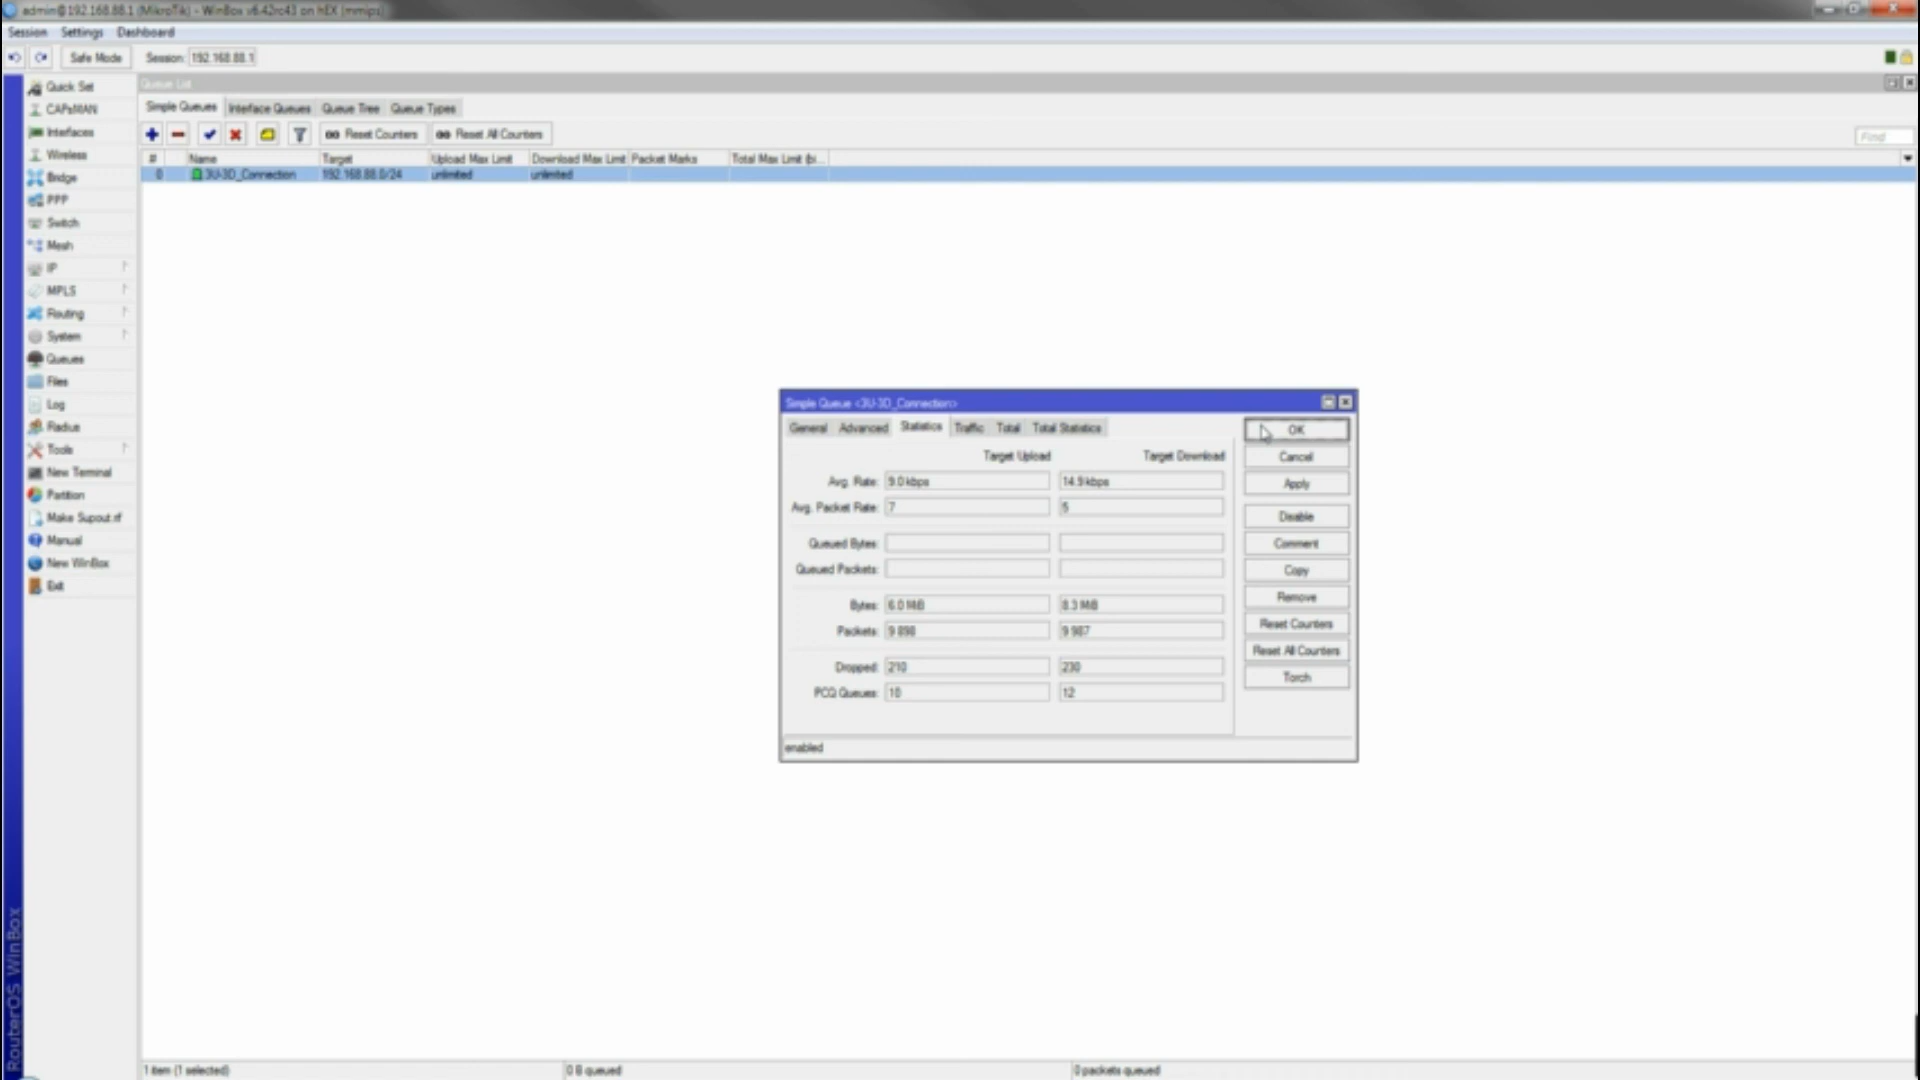 admin@192.168.88.1 (MikroTik) - WinBox v6.42rc43 on hEX (mmips)
Session Settings Dashboard
Safe Mode Session: 192.168.88.1
Queue List
Simple Queues Interface Queues Queue Tree Queue Types
Reset Counters Reset All Counters Find
# Name Target Upload Max Limit Download Max Limit Packet Marks Total Max Limit (bi...
0 3U-3D_Connection 192.168.88.0/24 unlimited unlimited
Quick Set
CAPsMAN
Interfaces
Wireless
Bridge
PPP
Switch
Mesh
IP
MPLS
Routing
System
Queues
Files
Log
Radius
Tools
New Terminal
Partition
Make Supout.rif
Manual
New WinBox
Exit
RouterOS WinBox
Simple Queue <3U-3D_Connection>
General Advanced Statistics Traffic Total Total Statistics
Target Upload Target Download
Avg. Rate: 9.0 kbps 14.9 kbps
Avg. Packet Rate: 7 5
Queued Bytes:
Queued Packets:
Bytes: 6.0 MiB 8.3 MiB
Packets: 9 898 9 987
Dropped: 210 230
PCQ Queues: 10 12
enabled
OK
Cancel
Apply
Disable
Comment
Copy
Remove
Reset Counters
Reset All Counters
Torch
1 item (1 selected) 0 B queued 0 packets queued